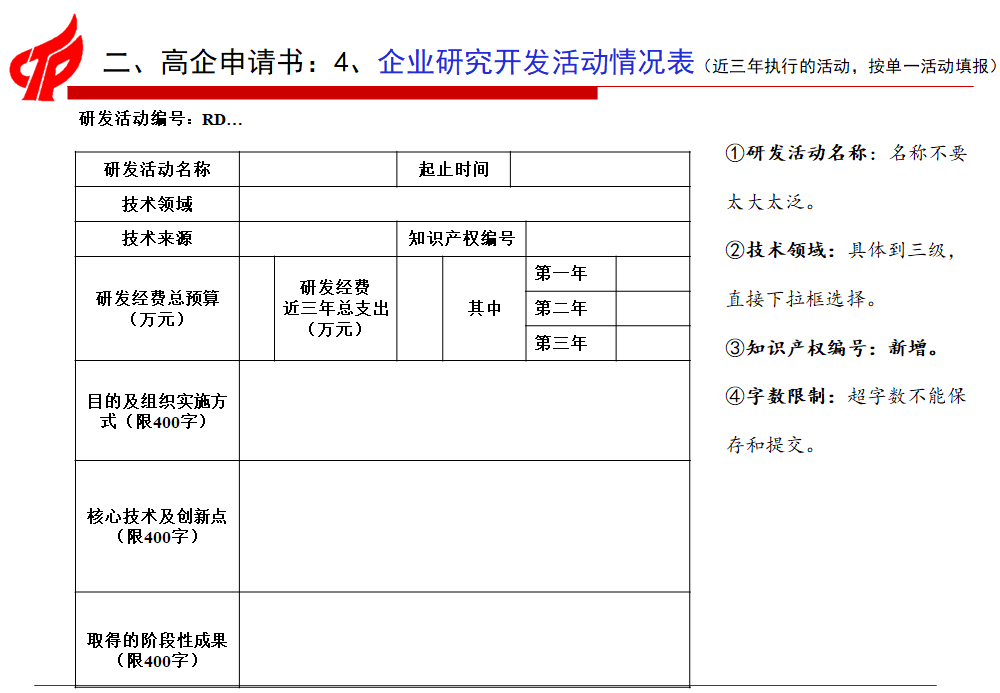 二、高企申请书：4、企业研究开发活动情况表（近三年执行的活动，按单一活动填报）
研发活动编号：RD…
研发活动名称
起止时间
技术领域
技术来源
知识产权编号
研发经费总预算
（万元）
研发经费
近三年总支出
（万元）
其中
第一年
第二年
第三年
目的及组织实施方
式（限400字）
核心技术及创新点
（限400字）
取得的阶段性成果
（限400字）
①研发活动名称：名称不要
太大太泛。
②技术领域：具体到三级，
直接下拉框选择。
③知识产权编号：新增。
④字数限制：超字数不能保
存和提交。